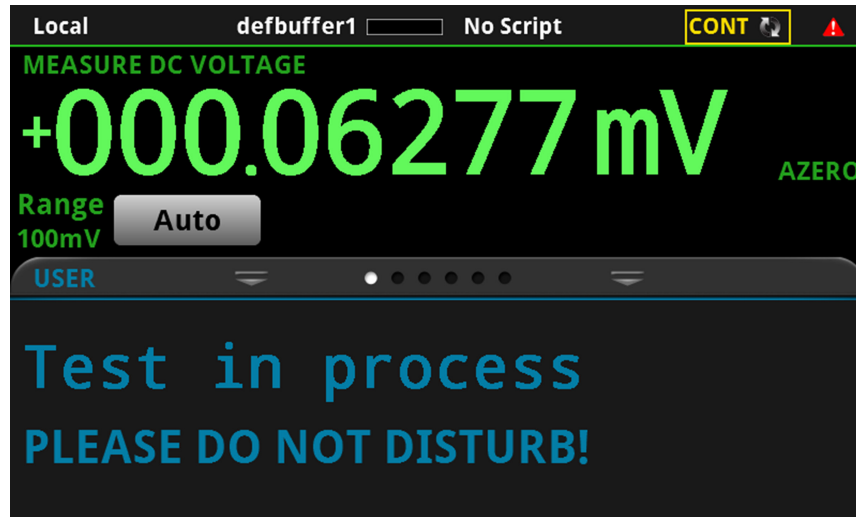 Local defbuffer1 No Script CONT
MEASURE DC VOLTAGE
+000.06277 mV
AZERO
Range
100mV
Auto
USER
Test in process
PLEASE DO NOT DISTURB!